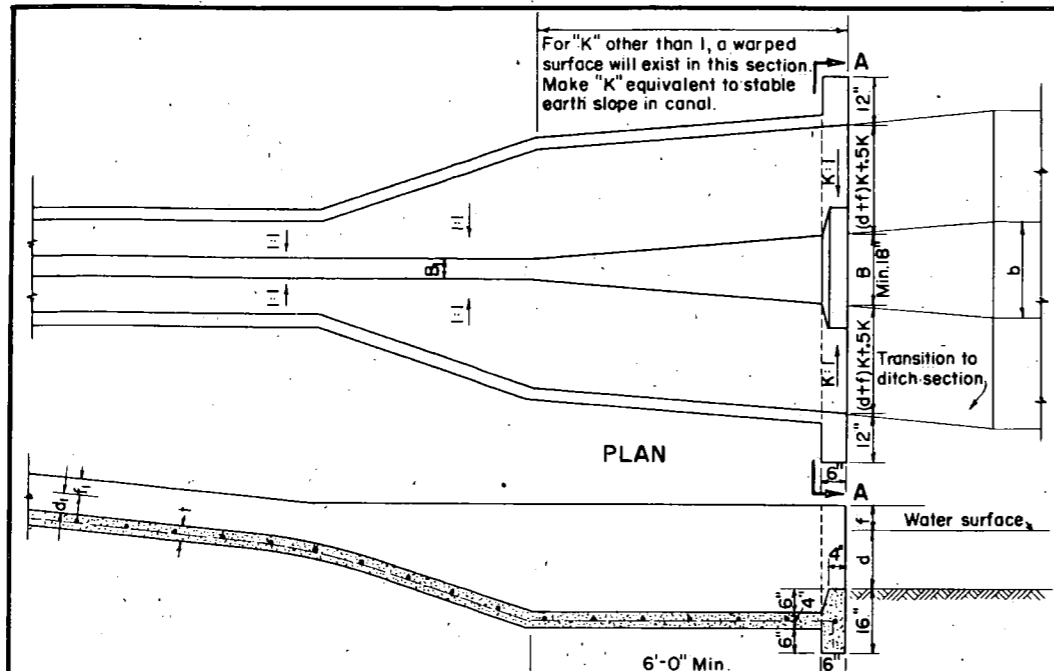 For "K" other than 1, a warped
surface will exist in this section.
Make "K" equivalent to stable
earth slope in canal.
A
12"
(d+f)K+.5K
K:1
1:1
1:1
B₁
B
Min.18"
b
1:1
1:1
K:1
(d+f)K+.5K
Transition to
ditch section
12"
PLAN
6"
A
f₁
d₁
t
f
Water surface
4"
d
6"
4"
16"
6"
6'-0" Min.
6"